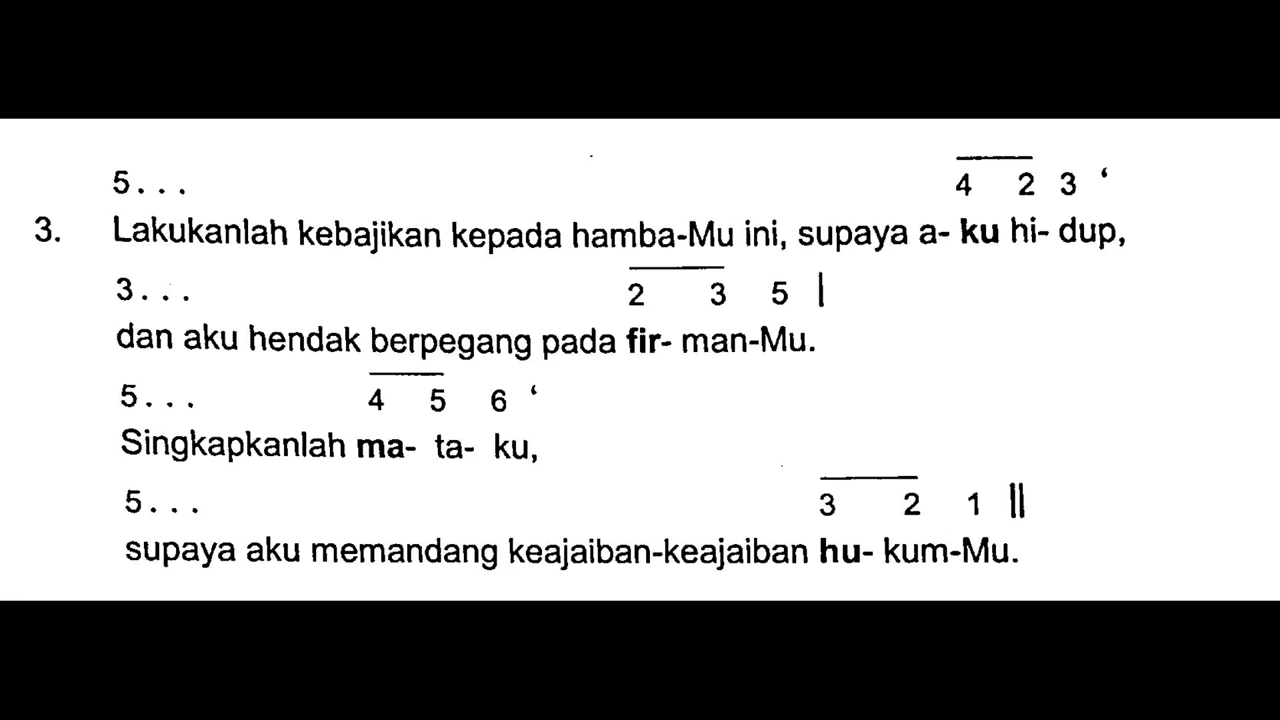 5... 4 2 3 ‘
3. Lakukanlah kebajikan kepada hamba-Mu ini, supaya a- ku hi- dup,
3... 2 3 5 |
dan aku hendak berpegang pada fir- man-Mu.
5... 4 5 6 ‘
Singkapkanlah ma- ta- ku,
5... 3 2 1 ||
supaya aku memandang keajaiban-keajaiban hu- kum-Mu.